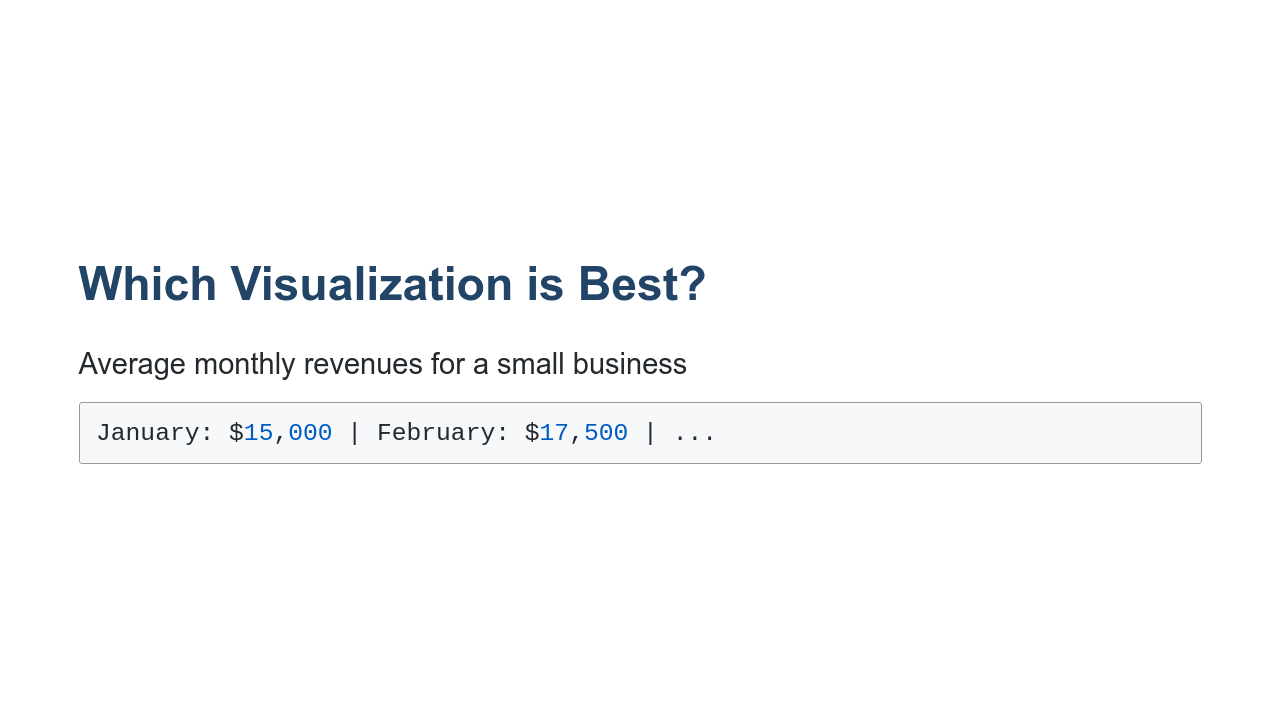 Which Visualization is Best?
Average monthly revenues for a small business
January: $15,000 | February: $17,500 | ...